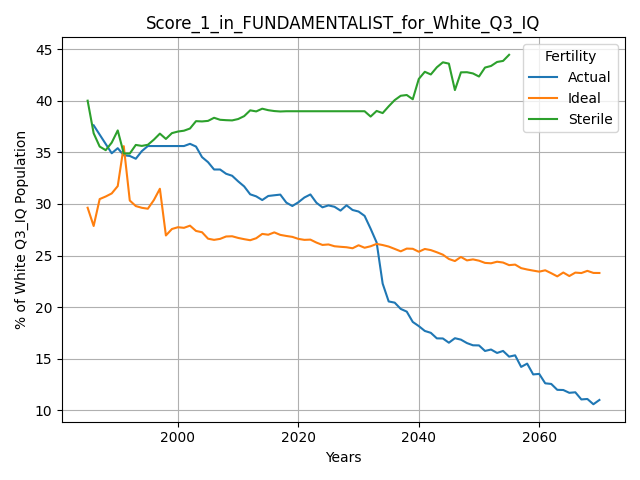 Score_1_in_FUNDAMENTALIST_for_White_Q3_IQ
% of White Q3_IQ Population
45
40
35
30
25
20
15
10
Fertility
Actual
Ideal
Sterile
2000
2020
2040
2060
Years